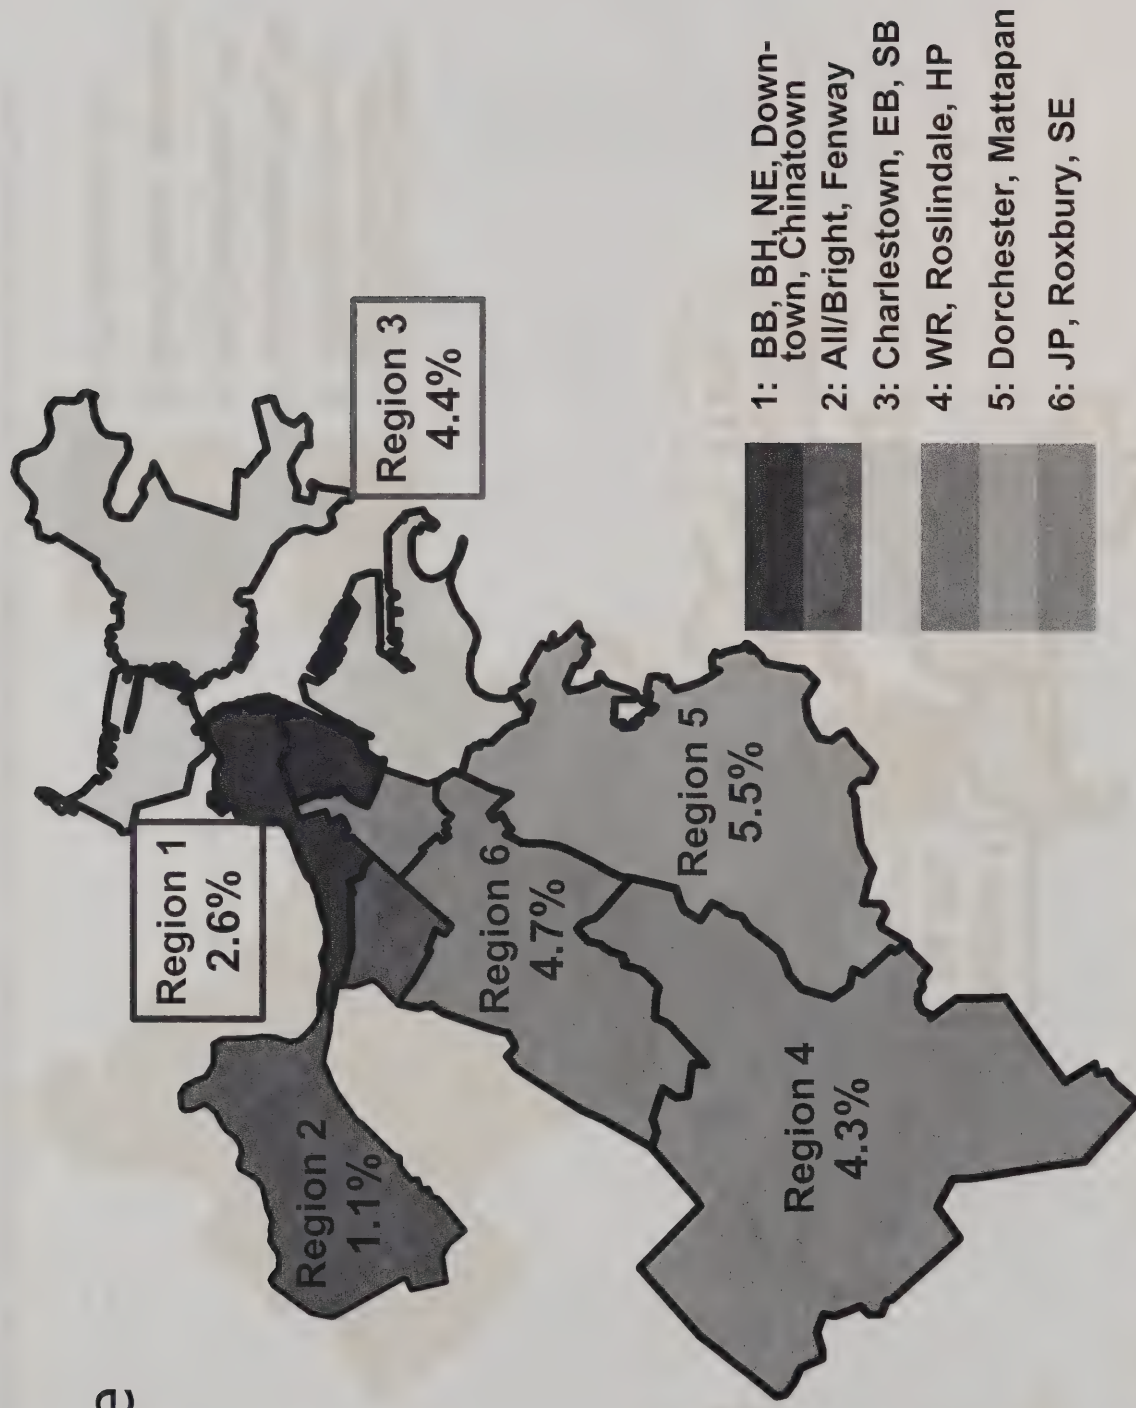 e
Region 1
2.6%
Region 2
1.1%
Region 3
4.4%
Region 6
4.7%
Region 5
5.5%
Region 4
4.3%
1: BB, BH, NE, Down-
town, Chinatown
2: All/Bright, Fenway
3: Charlestown, EB, SB
4: WR, Roslindale, HP
5: Dorchester, Mattapan
6: JP, Roxbury, SE